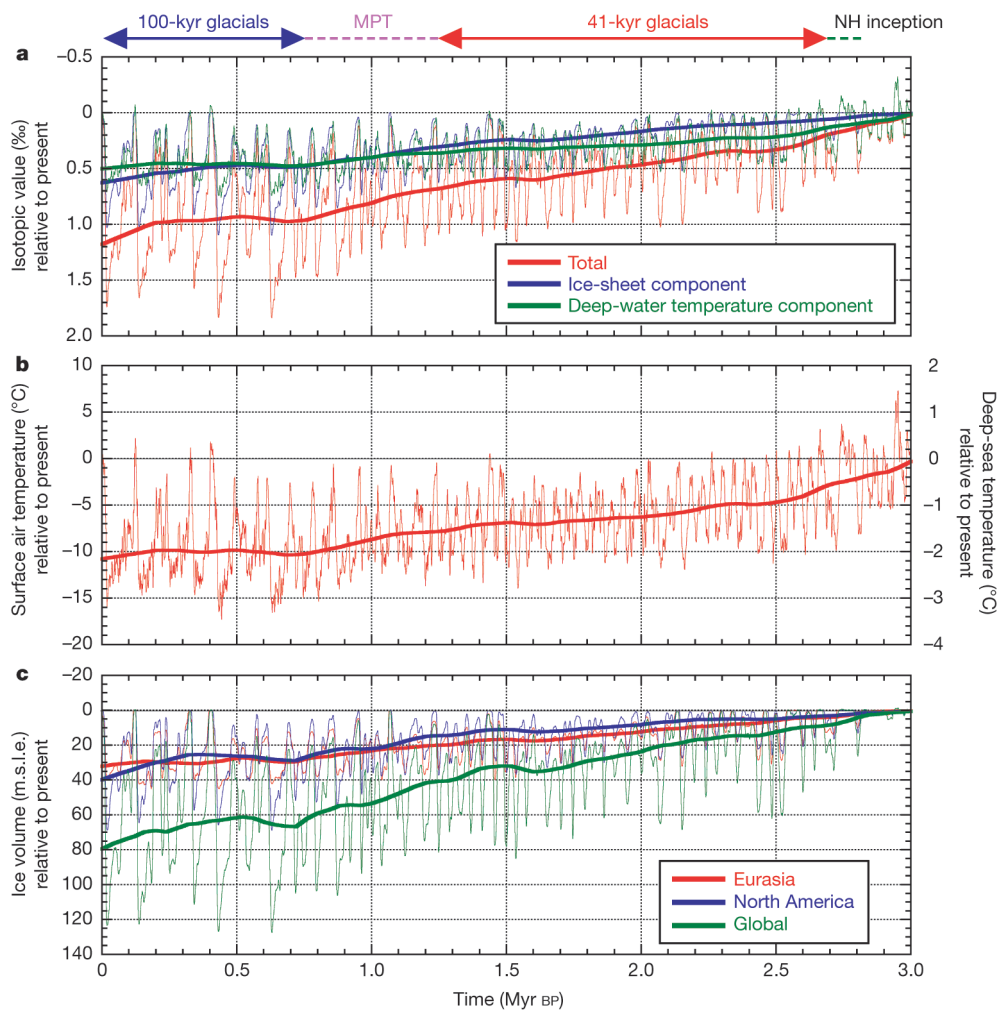 100-kyr glacials MPT 41-kyr glacials NH inception
a
−0.5
0
0.5
1.0
1.5
2.0
Isotopic value (‰)
relative to present
Total
Ice-sheet component
Deep-water temperature component
b
10
5
0
−5
−10
−15
−20
Surface air temperature (°C)
relative to present
2
1
0
−1
−2
−3
−4
Deep-sea temperature (°C)
relative to present
c
−20
0
20
40
60
80
100
120
140
Ice volume (m.s.l.e.)
relative to present
Eurasia
North America
Global
0 0.5 1.0 1.5 2.0 2.5 3.0
Time (Myr BP)